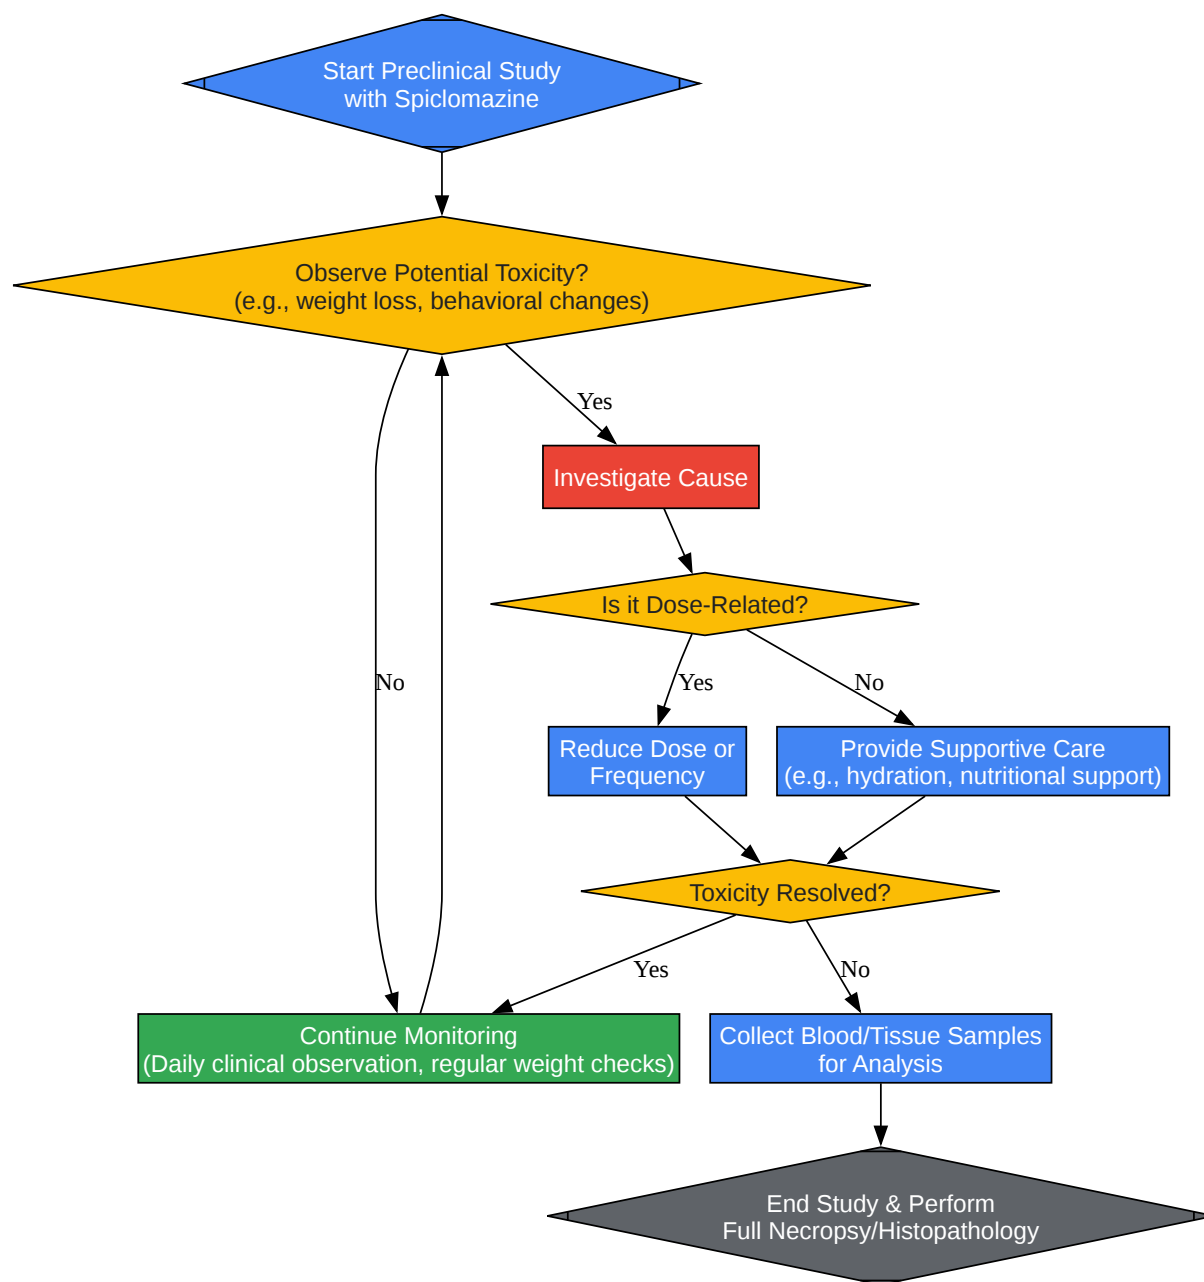 Start Preclinical Study
with Spiclomazine
Observe Potential Toxicity?
(e.g., weight loss, behavioral changes)
Yes
Investigate Cause
Is it Dose-Related?
No
Yes
No
Reduce Dose or
Frequency
Provide Supportive Care
(e.g., hydration, nutritional support)
Toxicity Resolved?
Yes
No
Continue Monitoring
(Daily clinical observation, regular weight checks)
Collect Blood/Tissue Samples
for Analysis
End Study & Perform
Full Necropsy/Histopathology